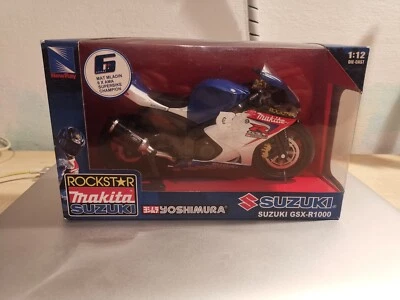 NewRay
6
MAT MLADIN
6 X AMA
SUPERBIKE
CHAMPION
1:12
DIE-CAST
makita
R
ROCKSTAR
makita
SUZUKI
YOSHIMURA
SUZUKI
SUZUKI GSX-R1000